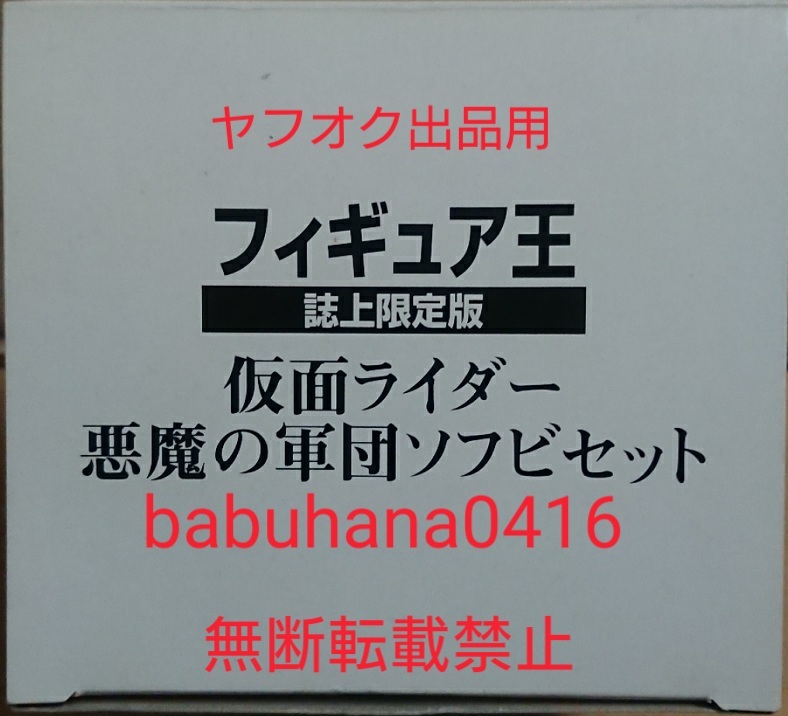 ヤフオク出品用
フィギュア王
誌上限定版
仮面ライダー
悪魔の軍団ソフビセット
babuhana0416
無断転載禁止